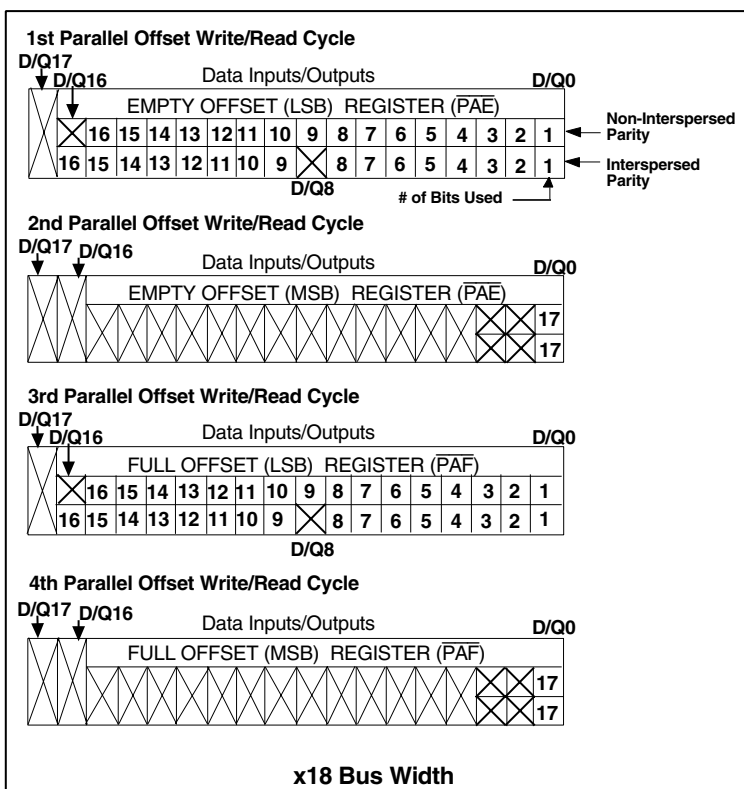 1st Parallel Offset Write/Read Cycle
D/Q17
D/Q16
Data Inputs/Outputs
D/Q0
EMPTY OFFSET (LSB) REGISTER (PAE)
16 15 14 13 12 11 10 9 8 7 6 5 4 3 2 1
Non-Interspersed
Parity
16 15 14 13 12 11 10 9 8 7 6 5 4 3 2 1
Interspersed
Parity
D/Q8
# of Bits Used
2nd Parallel Offset Write/Read Cycle
D/Q17
D/Q16
Data Inputs/Outputs
D/Q0
EMPTY OFFSET (MSB) REGISTER (PAE)
17
17
3rd Parallel Offset Write/Read Cycle
D/Q17
D/Q16
Data Inputs/Outputs
D/Q0
FULL OFFSET (LSB) REGISTER (PAF)
16 15 14 13 12 11 10 9 8 7 6 5 4 3 2 1
16 15 14 13 12 11 10 9 8 7 6 5 4 3 2 1
D/Q8
4th Parallel Offset Write/Read Cycle
D/Q17
D/Q16
Data Inputs/Outputs
D/Q0
FULL OFFSET (MSB) REGISTER (PAF)
17
17
x18 Bus Width